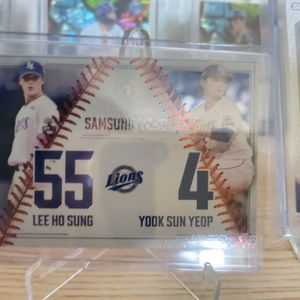 SAMSUNG
55
Lions
4
LEE HO SUNG
YOOK SUN YEOP